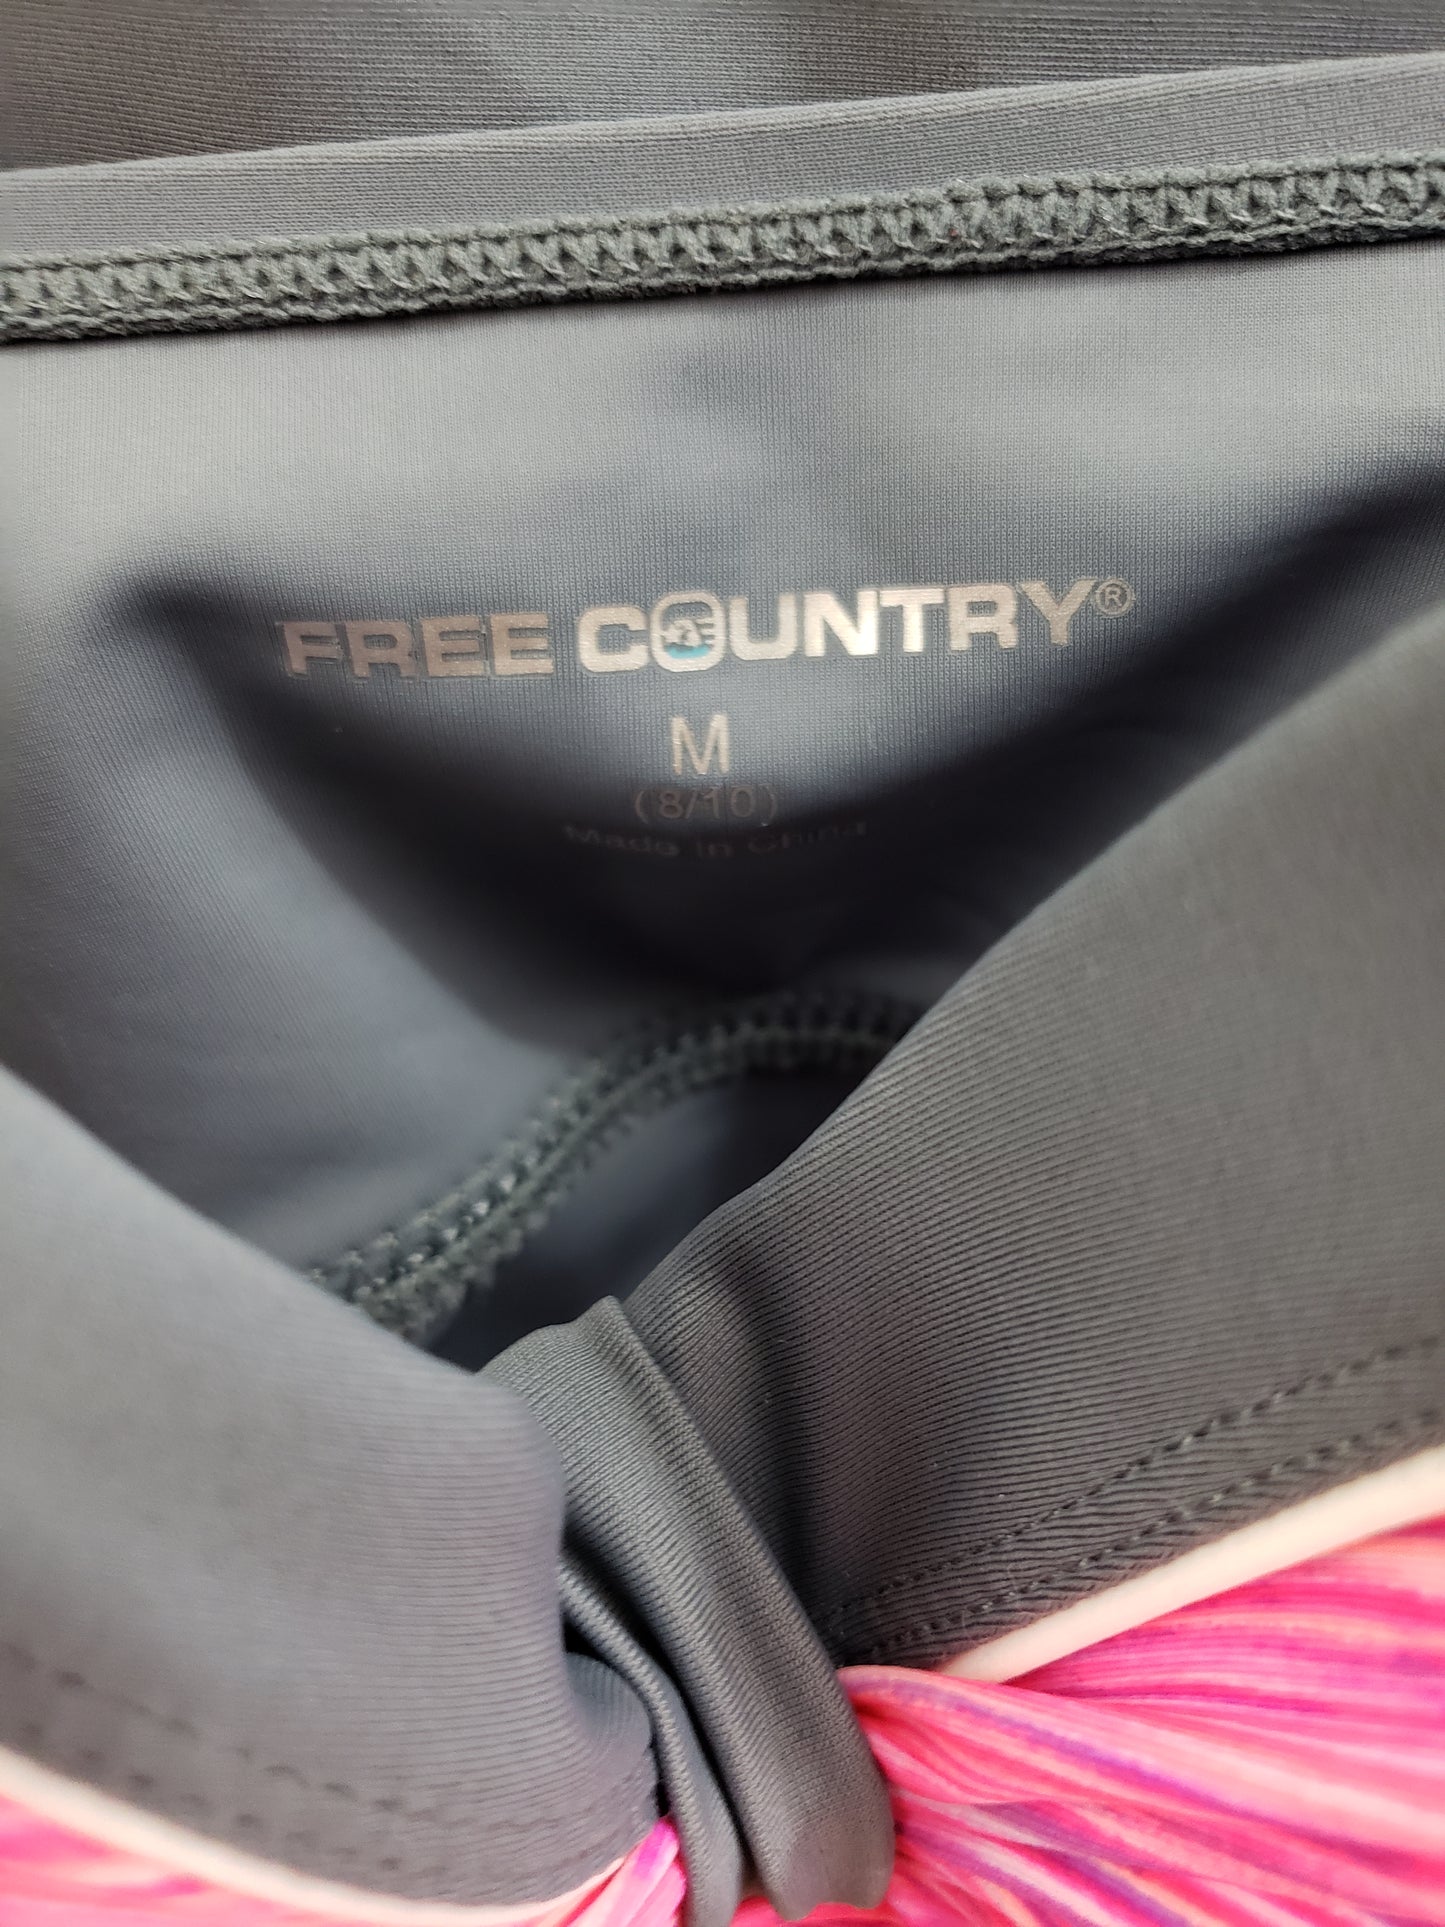 FREE COUNTRY®
M
(8/10)
Made in China